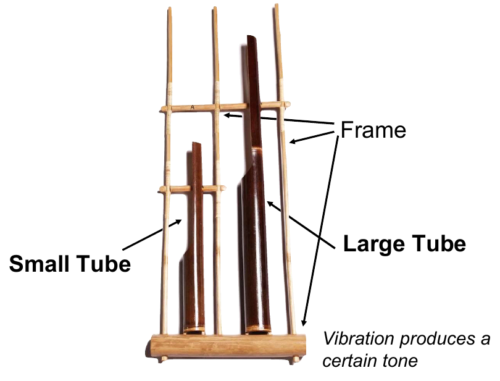 Frame
Large Tube
Small Tube
Vibration produces a
certain tone